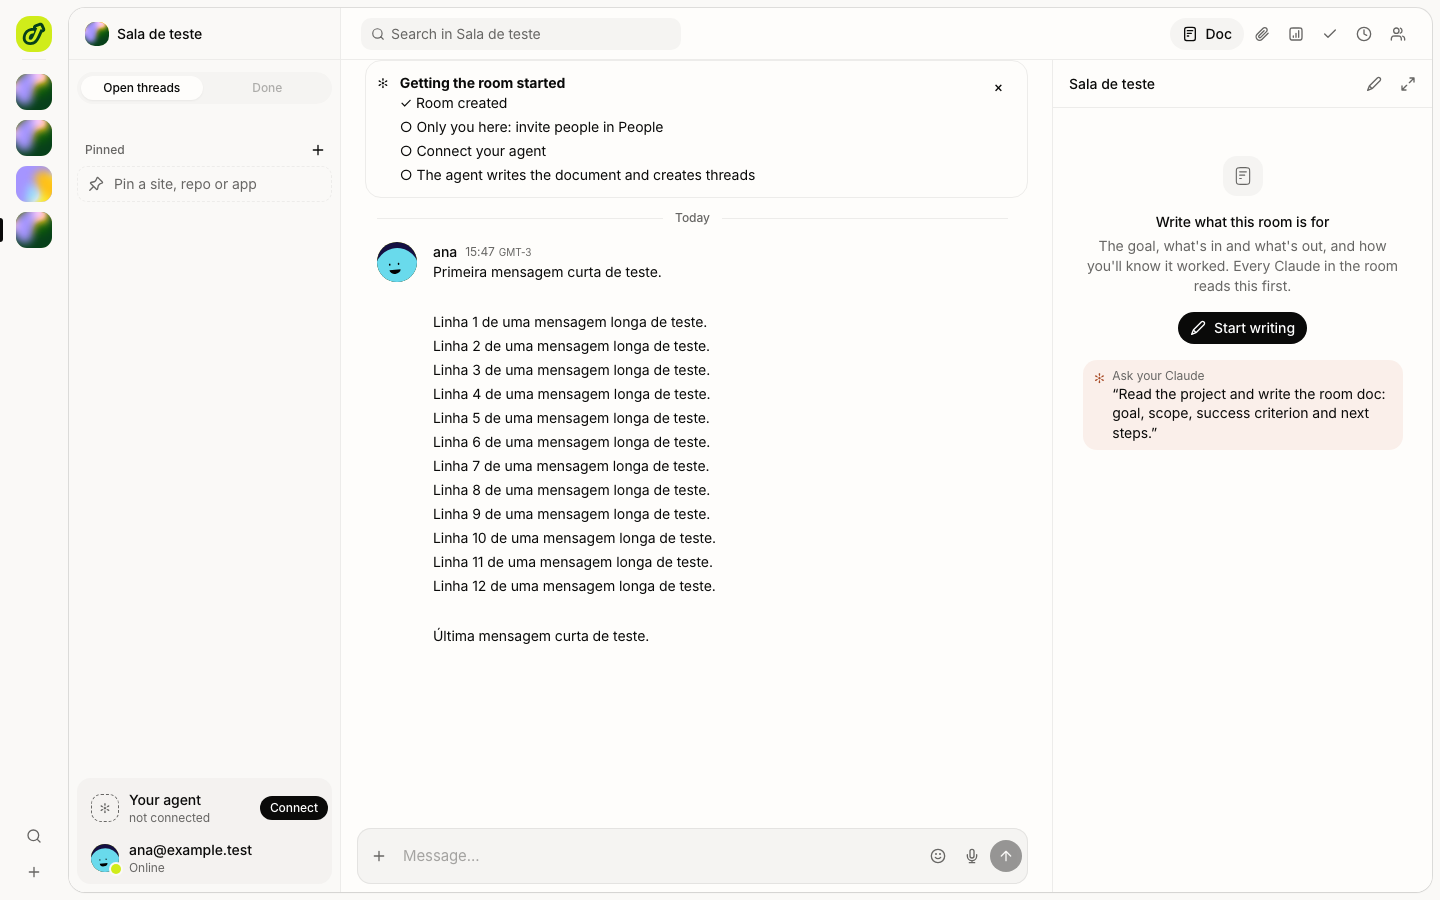 Sala de teste
Search in Sala de teste
Doc
Open threads
Done
Pinned
Pin a site, repo or app
Getting the room started
Room created
Only you here: invite people in People
Connect your agent
The agent writes the document and creates threads
Today
ana 15:47 GMT-3
Primeira mensagem curta de teste.
Linha 1 de uma mensagem longa de teste.
Linha 2 de uma mensagem longa de teste.
Linha 3 de uma mensagem longa de teste.
Linha 4 de uma mensagem longa de teste.
Linha 5 de uma mensagem longa de teste.
Linha 6 de uma mensagem longa de teste.
Linha 7 de uma mensagem longa de teste.
Linha 8 de uma mensagem longa de teste.
Linha 9 de uma mensagem longa de teste.
Linha 10 de uma mensagem longa de teste.
Linha 11 de uma mensagem longa de teste.
Linha 12 de uma mensagem longa de teste.
Última mensagem curta de teste.
Message...
Your agent
not connected
Connect
ana@example.test
Online
Sala de teste
Write what this room is for
The goal, what's in and what's out, and how
you'll know it worked. Every Claude in the room
reads this first.
Start writing
Ask your Claude
“Read the project and write the room doc:
goal, scope, success criterion and next
steps.”